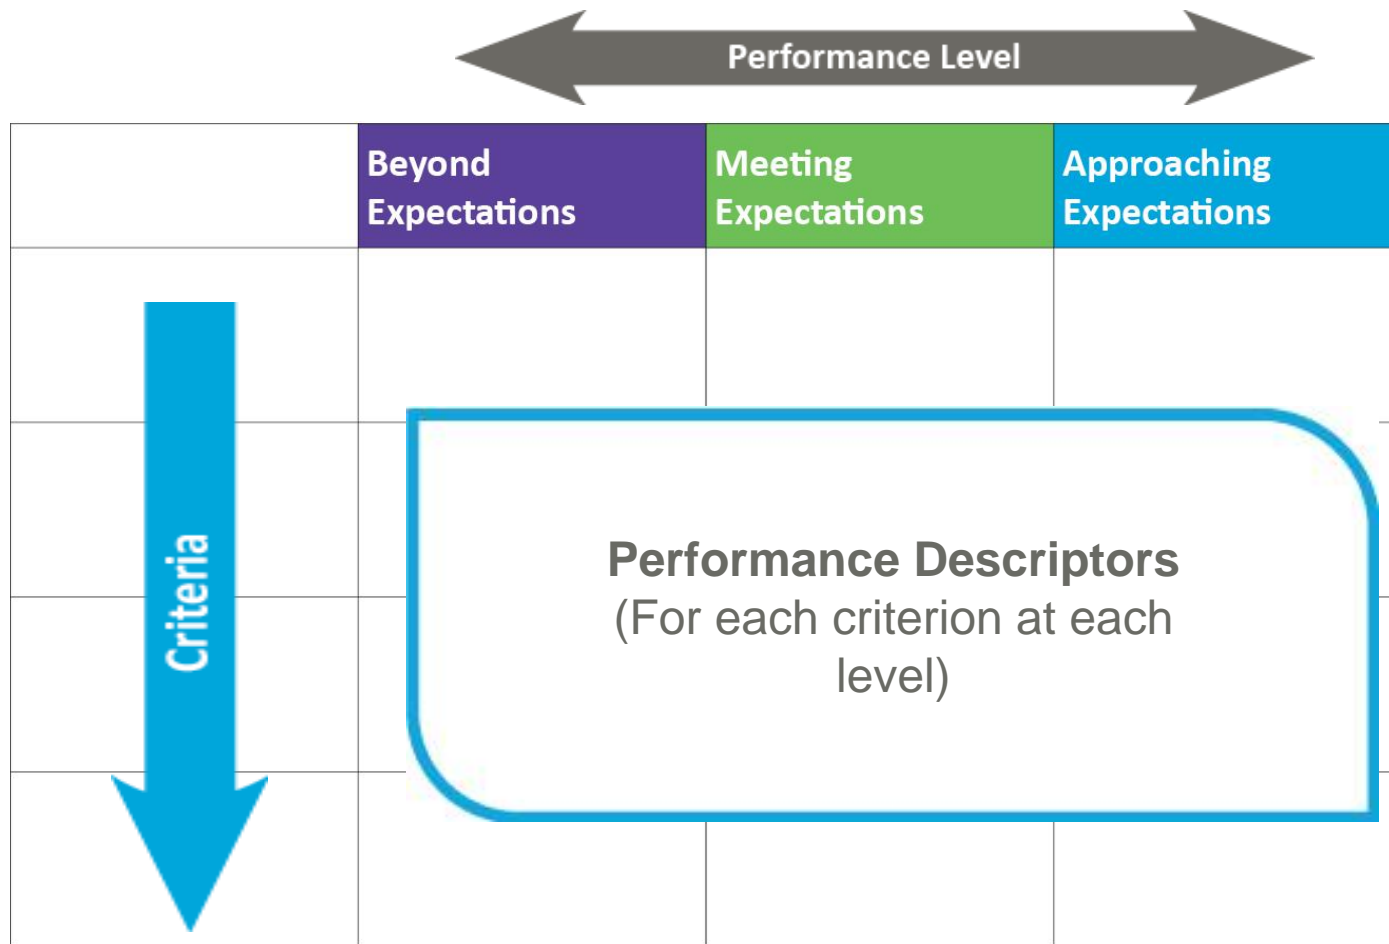 Performance Level
Beyond
Expectations
Meeting
Expectations
Approaching
Expectations
Criteria
Performance Descriptors
(For each criterion at each
level)